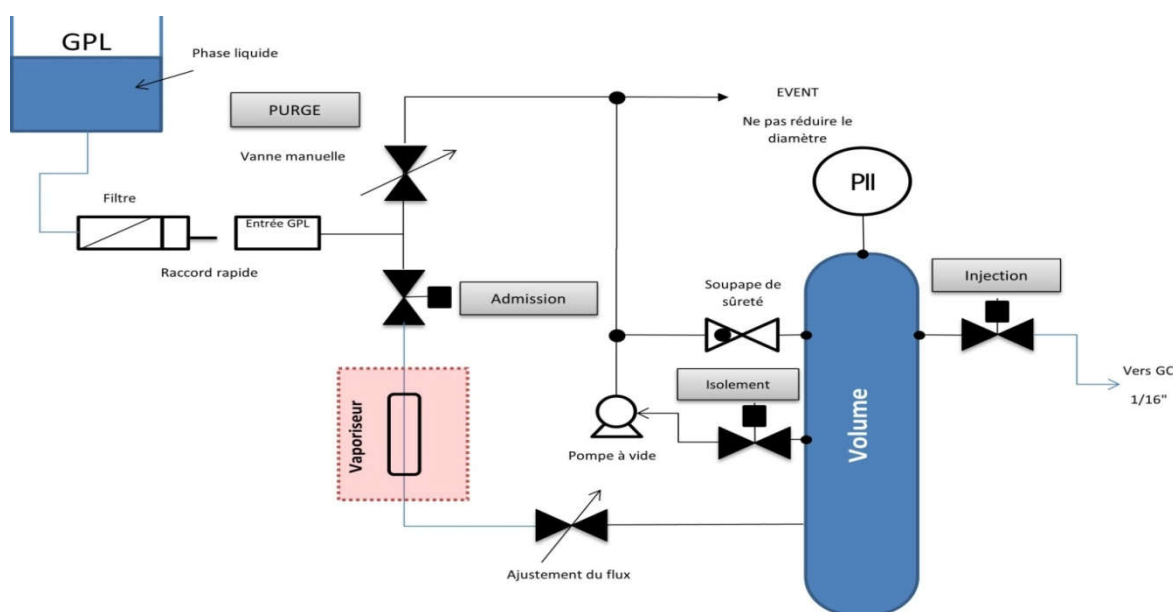 GPL
Phase liquide
PURGE
Vanne manuelle
EVENT
Ne pas réduire le
diamètre
PII
Filtre
Entrée GPL
Raccord rapide
Admission
Soupape de
sûreté
Injection
Isolement
Vers GC
1/16"
Vaporiseur
Pompe à vide
Volume
Ajustement du flux